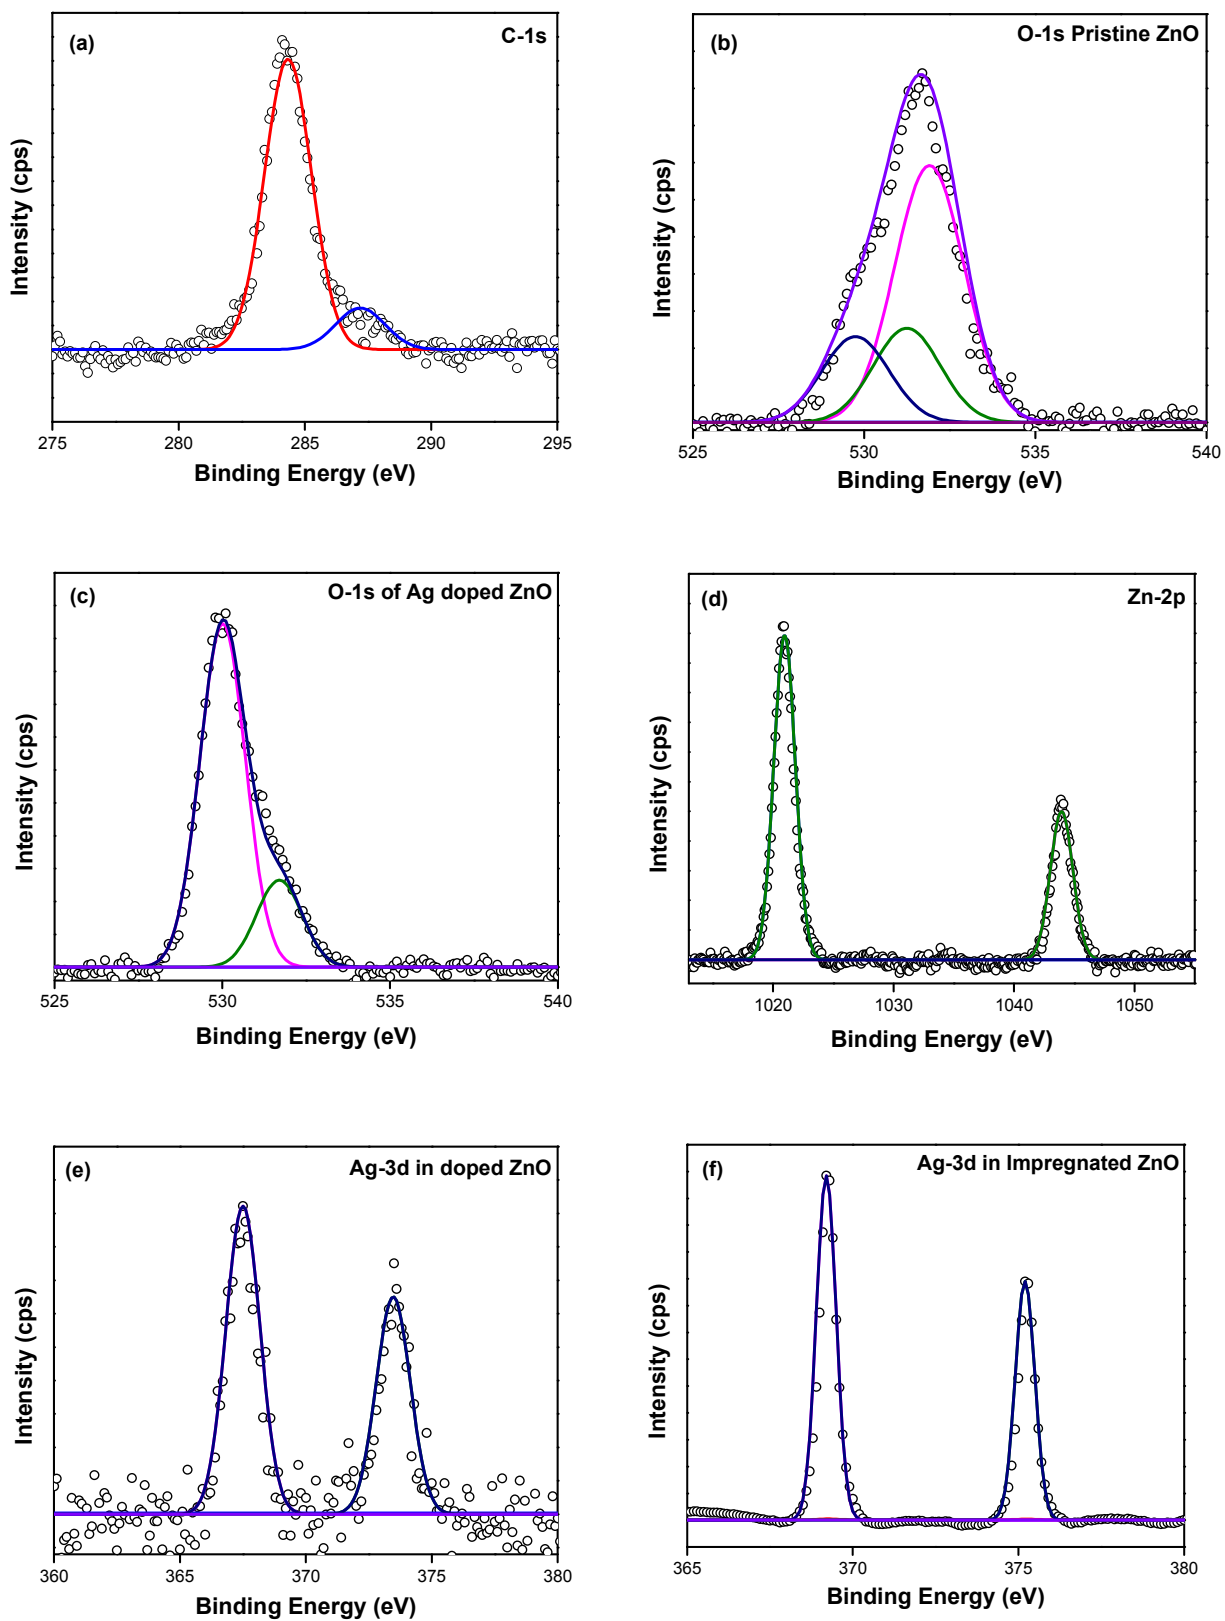 (a)
C-1s
Intensity (cps)
275 280 285 290 295
Binding Energy (eV)
(b)
O-1s Pristine ZnO
Intensity (cps)
525 530 535 540
Binding Energy (eV)
(c)
O-1s of Ag doped ZnO
Intensity (cps)
525 530 535 540
Binding Energy (eV)
(d)
Zn-2p
Intensity (cps)
1020 1030 1040 1050
Binding Energy (eV)
(e)
Ag-3d in doped ZnO
Intensity (cps)
360 365 370 375 380
Binding Energy (eV)
(f)
Ag-3d in Impregnated ZnO
Intensity (cps)
365 370 375 380
Binding Energy (eV)